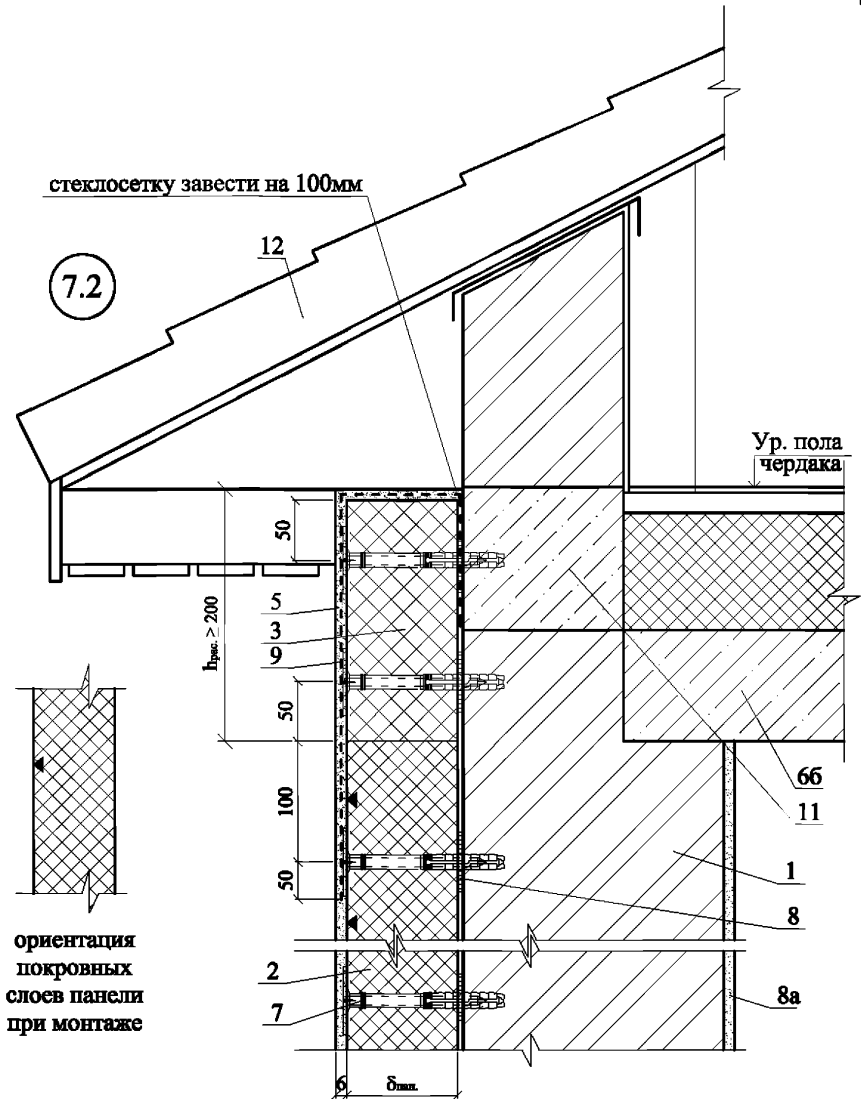 стеклосетку завести на 100мм
12
7.2
Ур. пола
чердака
50
5
3
9
hрас. > 200
50
100
50
6б
11
1
8
ориентация
покровных
слоев панели
при монтаже
2
7
8а
6
δпан.